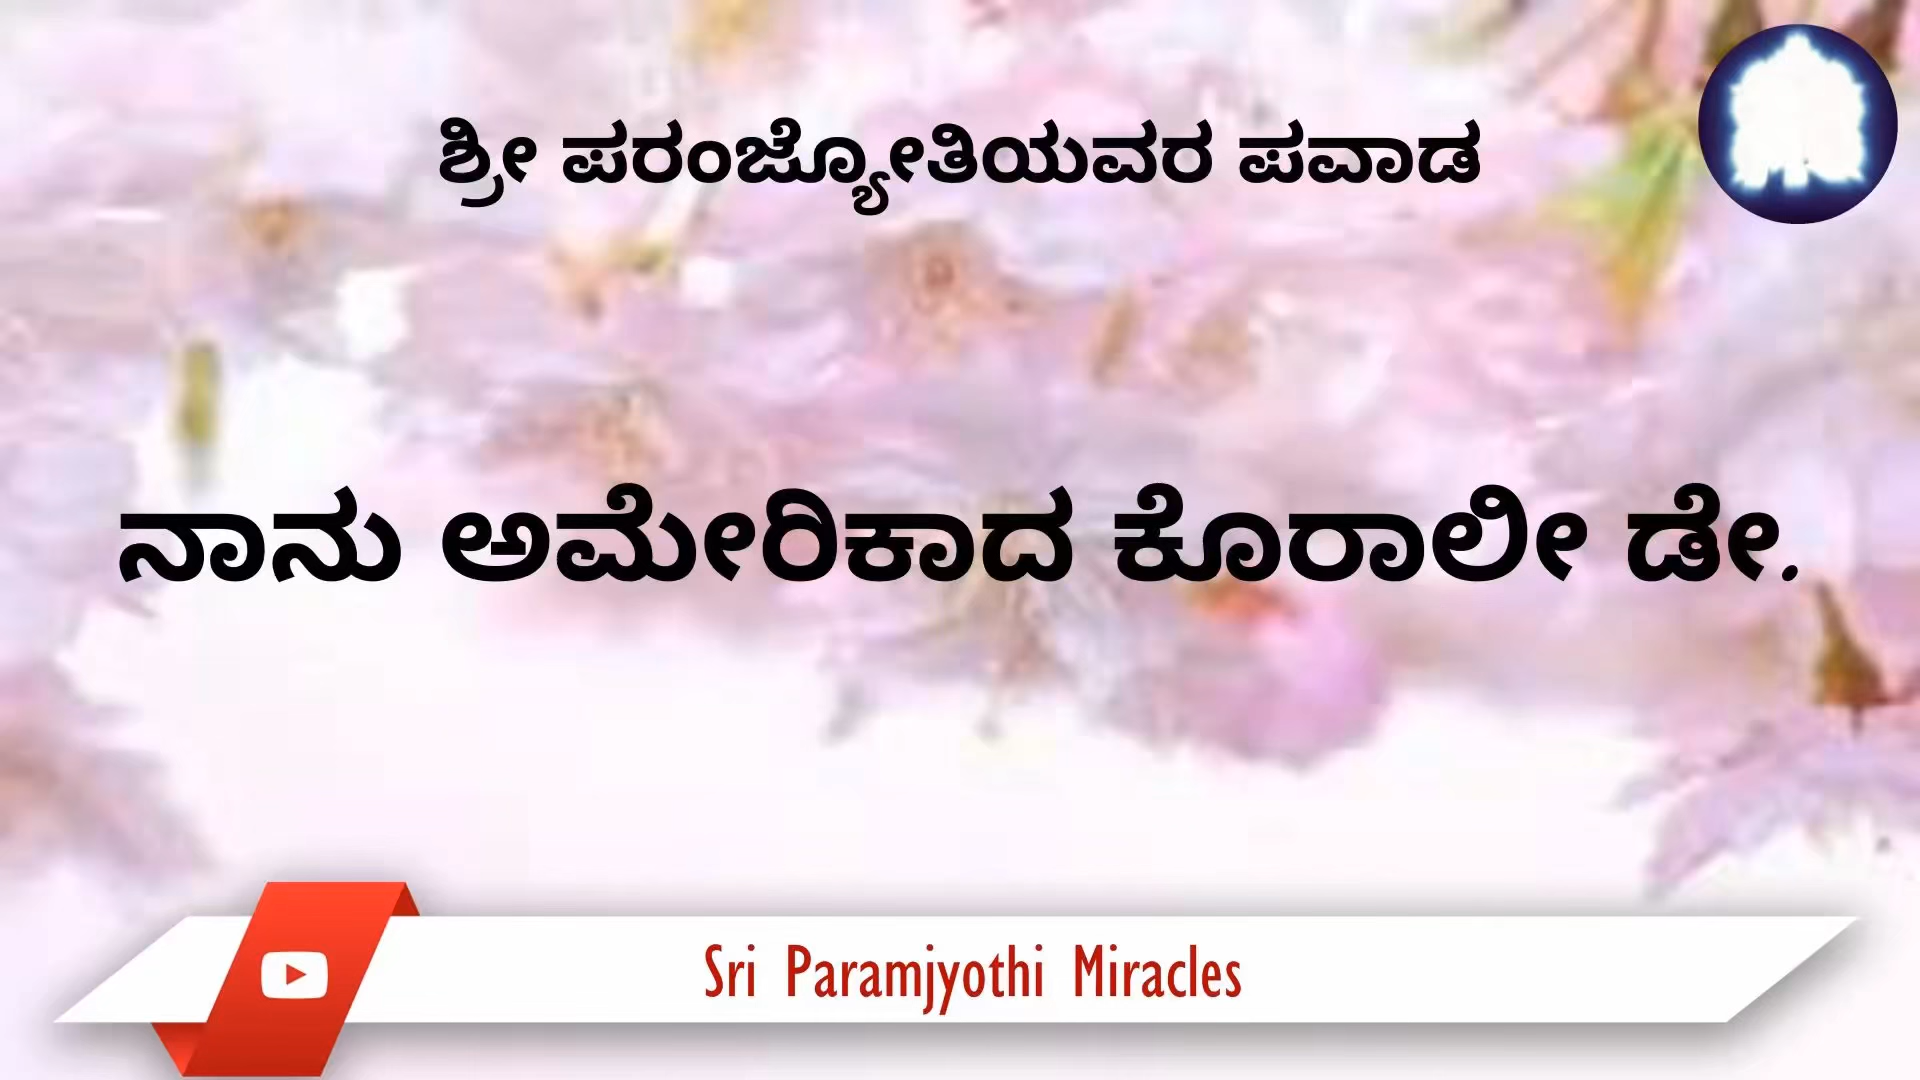 ಶ್ರೀ ಪರಂಜ್ಯೋತಿಯವರ ಪವಾಡ
ನಾನು ಅಮೇರಿಕಾದ ಕೊರಾಲೀ ಡೇ.
Sri Paramjyothi Miracles